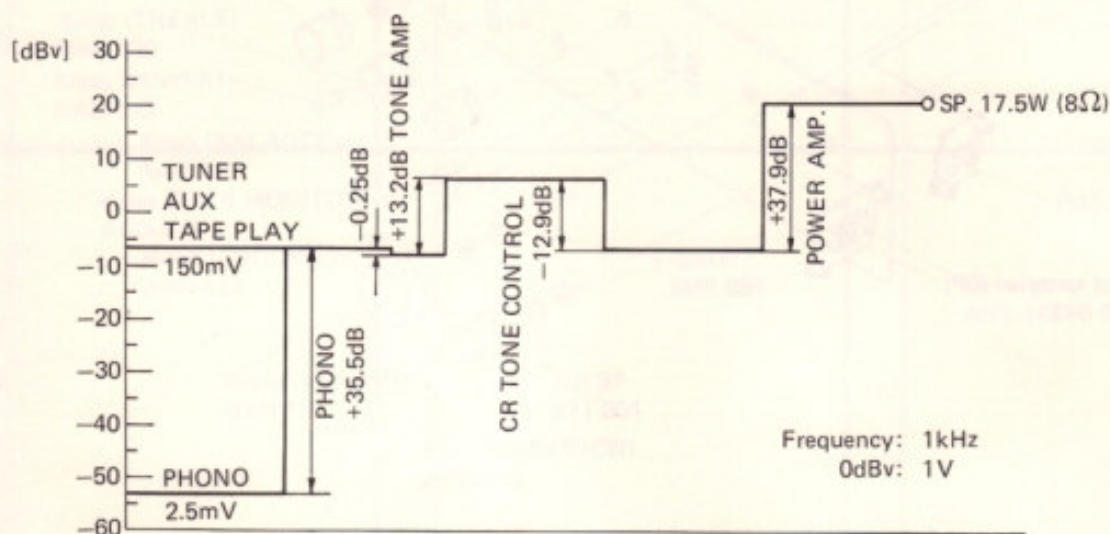 [dBv]
30
20
10
0
−10
−20
−30
−40
−50
−60
TUNER
AUX
TAPE PLAY
150mV
PHONO
2.5mV
PHONO
+35.5dB
−0.25dB
+13.2dB TONE AMP
CR TONE CONTROL
−12.9dB
+37.9dB
POWER AMP.
SP. 17.5W (8Ω)
Frequency: 1kHz
0dBv: 1V